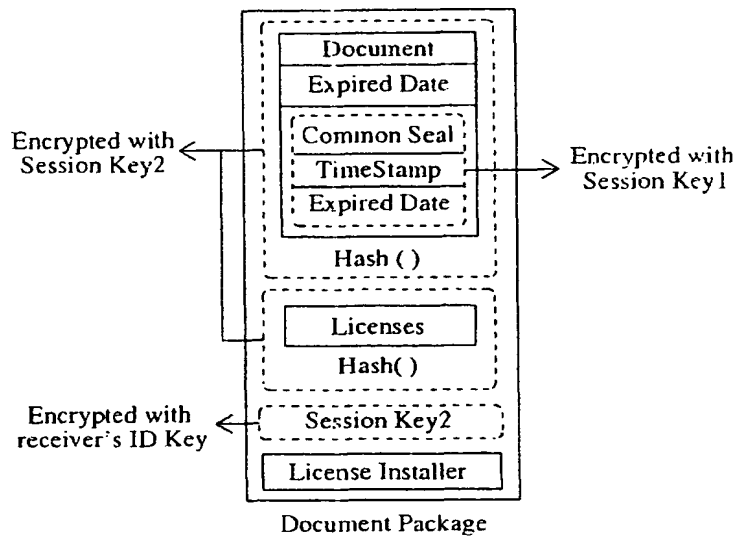 Document
Expired Date
Common Seal
TimeStamp
Expired Date
Hash ( )
Encrypted with
Session Key2
Encrypted with
Session Key1
Licenses
Hash( )
Encrypted with
receiver's ID Key
Session Key2
License Installer
Document Package